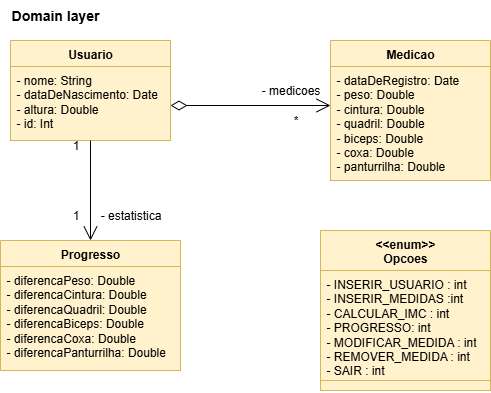 Domain layer
Usuario
- nome: String
- dataDeNascimento: Date
- altura: Double
- id: Int
- medicoes
*
Medicao
- dataDeRegistro: Date
- peso: Double
- cintura: Double
- quadril: Double
- biceps: Double
- coxa: Double
- panturrilha: Double
1
1
- estatistica
Progresso
- diferencaPeso: Double
- diferencaCintura: Double
- diferencaQuadril: Double
- diferencaBiceps: Double
- diferencaCoxa: Double
- diferencaPanturrilha: Double
<<enum>>
Opcoes
- INSERIR_USUARIO : int
- INSERIR_MEDIDAS :int
- CALCULAR_IMC : int
- PROGRESSO: int
- MODIFICAR_MEDIDA : int
- REMOVER_MEDIDA : int
- SAIR : int